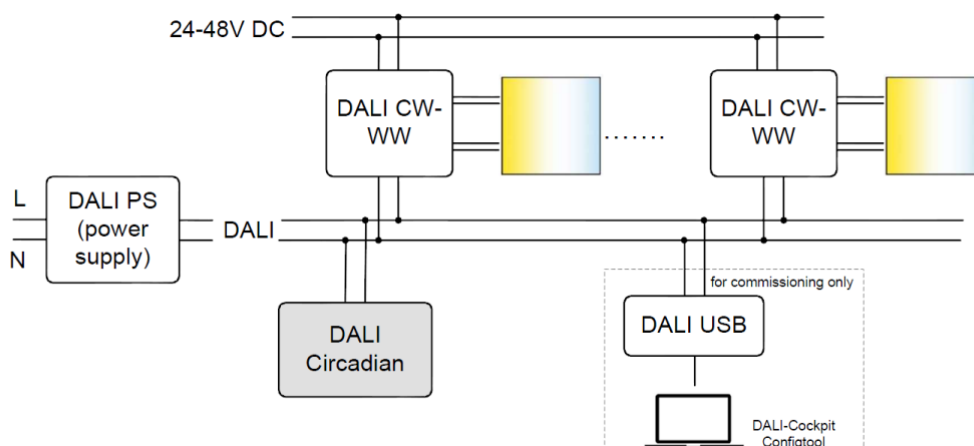 24-48V DC
DALI CW-
WW
.......
DALI CW-
WW
L
N
DALI PS
(power
supply)
DALI
for commissioning only
DALI
Circadian
DALI USB
DALI-Cockpit
Configtool